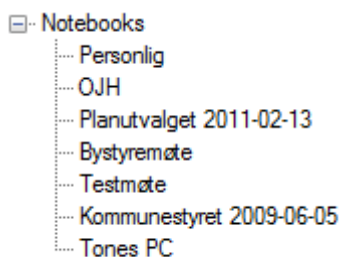 Notebooks
Personlig
OJH
Planutvalget 2011-02-13
Bystyremøte
Testmøte
Kommunestyret 2009-06-05
Tones PC